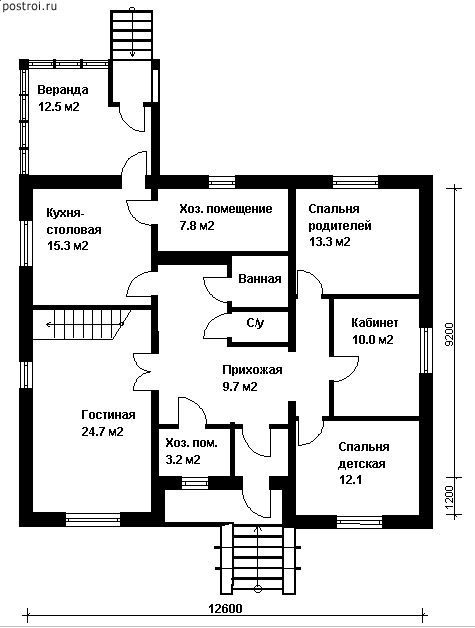 postroi.ru
Веранда
12.5 м2
Кухня-
столовая
15.3 м2
Хоз. помещение
7.8 м2
Спальня
родителей
13.3 м2
Ванная
С/у
Кабинет
10.0 м2
Прихожая
9.7 м2
Гостиная
24.7 м2
Хоз. пом.
3.2 м2
Спальня
детская
12.1
9200
1200
12600